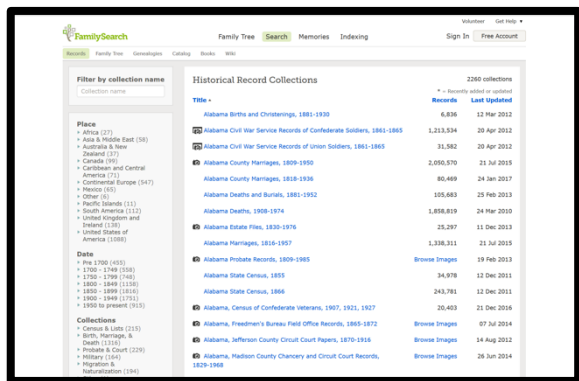 Volunteer Get Help ▾
FamilySearch Family Tree Search Memories Indexing Sign In Free Account
Records Family Tree Genealogies Catalog Books Wiki
Filter by collection name
Collection name
Place
Africa (27)
Asia & Middle East (58)
Australia & New
Zealand (37)
Canada (99)
Caribbean and Central
America (71)
Continental Europe (547)
Mexico (65)
Other (6)
Pacific Islands (11)
South America (112)
United Kingdom and
Ireland (138)
United States of
America (1088)
Date
Pre 1700 (455)
1700 - 1749 (558)
1750 - 1799 (748)
1800 - 1849 (1158)
1850 - 1899 (1816)
1900 - 1949 (1751)
1950 to present (915)
Collections
Census & Lists (215)
Birth, Marriage, &
Death (1316)
Probate & Court (229)
Military (164)
Migration &
Naturalization (194)
Historical Record Collections 2260 collections
* = Recently added or updated
Title Records Last Updated
Alabama Births and Christenings, 1881-1930 6,836 12 Mar 2012
Alabama Civil War Service Records of Confederate Soldiers, 1861-1865 1,213,534 20 Apr 2012
Alabama Civil War Service Records of Union Soldiers, 1861-1865 31,582 20 Apr 2012
Alabama County Marriages, 1809-1950 2,050,570 21 Jul 2015
Alabama County Marriages, 1818-1936 80,469 24 Jan 2017
Alabama Deaths and Burials, 1881-1952 105,683 25 Feb 2013
Alabama Deaths, 1908-1974 1,858,819 24 Mar 2010
Alabama Estate Files, 1830-1976 25,297 11 Dec 2013
Alabama Marriages, 1816-1957 1,338,311 21 Jul 2015
Alabama Probate Records, 1809-1985 Browse Images 19 Feb 2013
Alabama State Census, 1855 34,978 12 Dec 2011
Alabama State Census, 1866 243,781 12 Dec 2011
Alabama, Census of Confederate Veterans, 1907, 1921, 1927 20,403 21 Dec 2016
Alabama, Freedmen's Bureau Field Office Records, 1865-1872 Browse Images 07 Jul 2014
Alabama, Jefferson County Circuit Court Papers, 1870-1916 Browse Images 14 Aug 2012
Alabama, Madison County Chancery and Circuit Court Records,
1829-1968 Browse Images 26 Jun 2014